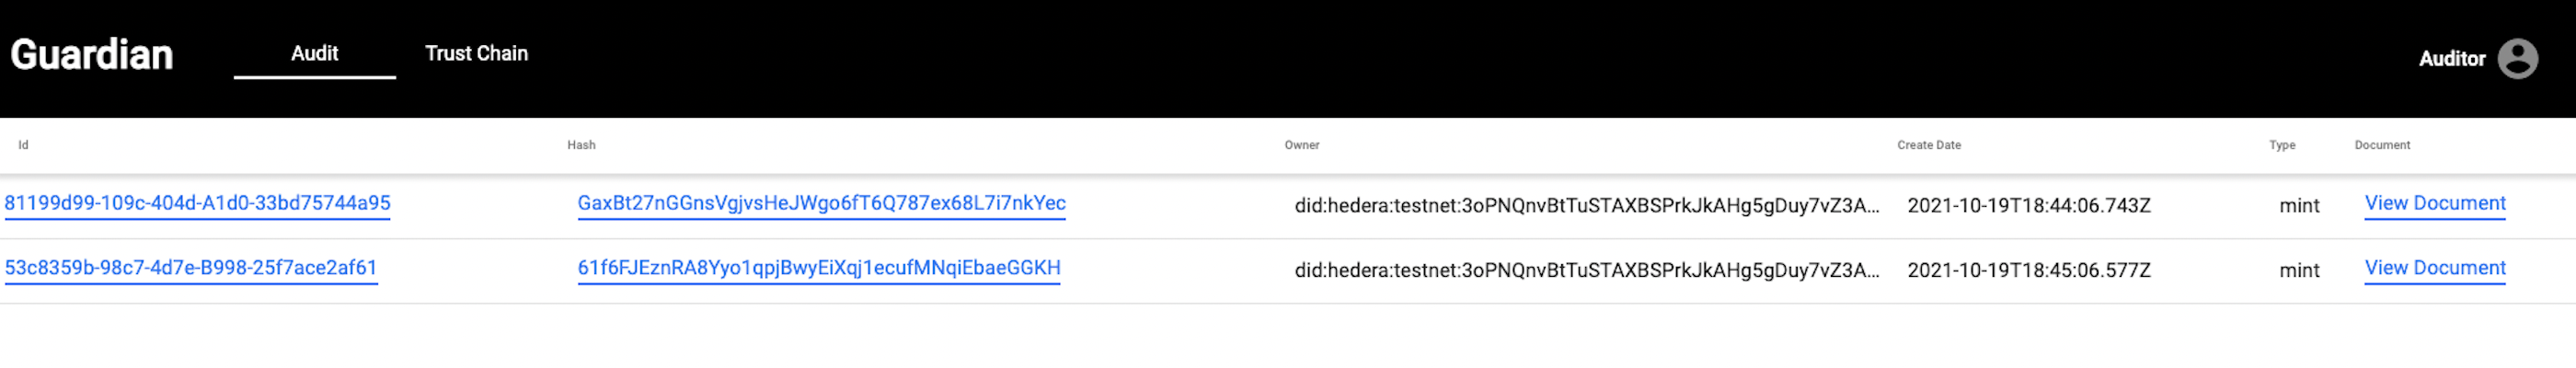 Guardian Audit Trust Chain Auditor
Id Hash Owner Create Date Type Document
81199d99-109c-404d-A1d0-33bd75744a95 GaxBt27nGGnsVgjvsHeJWgo6fT6Q787ex68L7i7nkYec did:hedera:testnet:3oPNQnvBtTuSTAXBSPrkJkAHg5gDuy7vZ3A... 2021-10-19T18:44:06.743Z mint View Document
53c8359b-98c7-4d7e-B998-25f7ace2af61 61f6FJEznRA8Yyo1qpjBwyEiXqj1ecufMNqiEbaeGGKH did:hedera:testnet:3oPNQnvBtTuSTAXBSPrkJkAHg5gDuy7vZ3A... 2021-10-19T18:45:06.577Z mint View Document